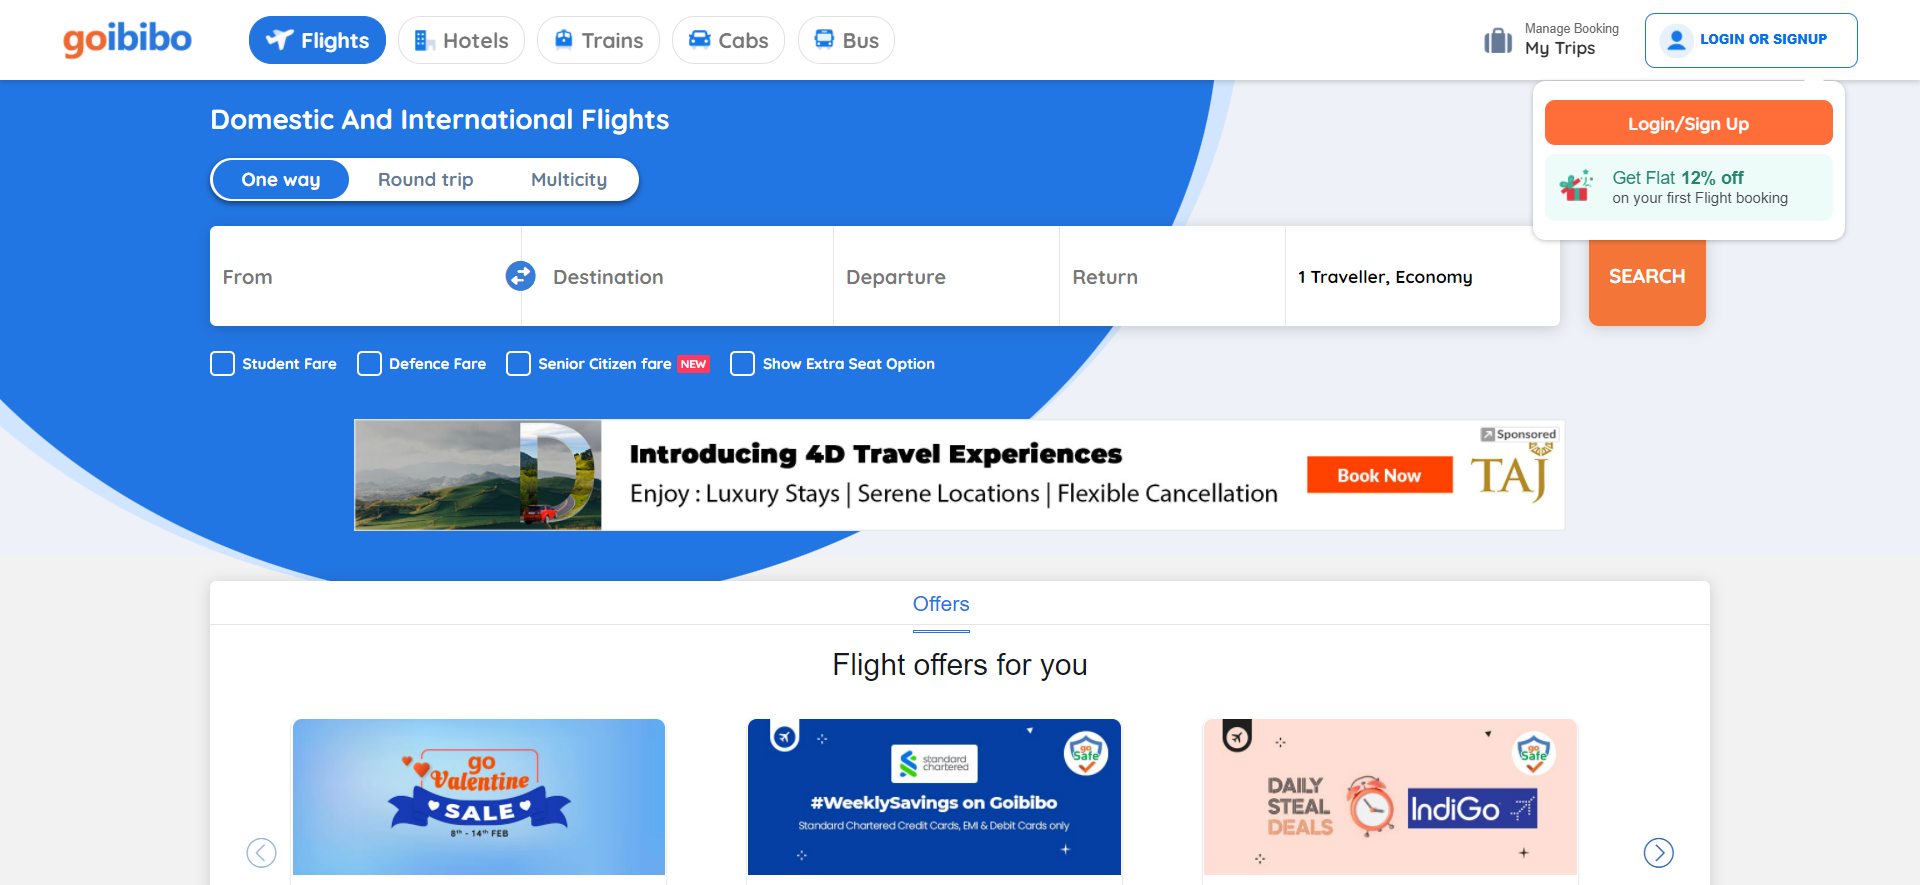 goibibo
Flights
Hotels
Trains
Cabs
Bus
Manage Booking
My Trips
LOGIN OR SIGNUP
Login/Sign Up
Get Flat 12% off
on your first Flight booking
Domestic And International Flights
One way
Round trip
Multicity
From
Destination
Departure
Return
1 Traveller, Economy
SEARCH
Student Fare
Defence Fare
Senior Citizen fare NEW
Show Extra Seat Option
D
Introducing 4D Travel Experiences
Enjoy : Luxury Stays | Serene Locations | Flexible Cancellation
Book Now
Sponsored
TAJ
Offers
Flight offers for you
go
Valentine
SALE
8th - 14th FEB
standard
chartered
go
Safe
#WeeklySavings on Goibibo
Standard Chartered Credit Cards, EMI & Debit Cards only
DAILY
STEAL
DEALS
IndiGo
go
Safe